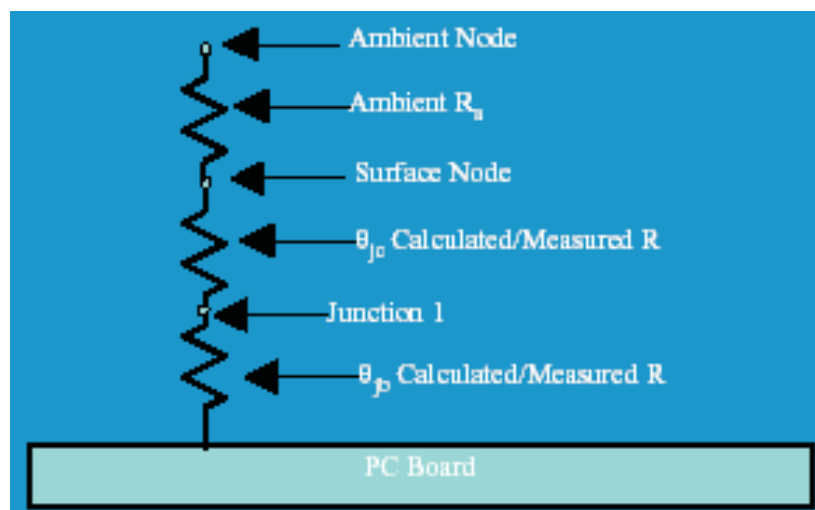 Ambient Node
Ambient Rₐ
Surface Node
θjc Calculated/Measured R
Junction 1
θjb Calculated/Measured R
PC Board